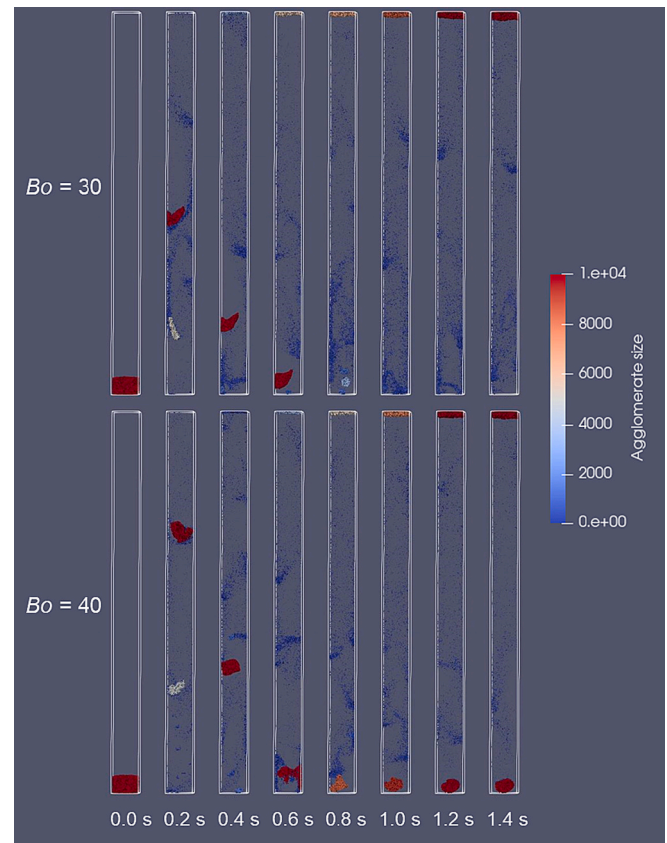 Bo = 30
1.e+04
8000
6000
4000
2000
0.e+00
Agglomerate size
Bo = 40
0.0 s 0.2 s 0.4 s 0.6 s 0.8 s 1.0 s 1.2 s 1.4 s